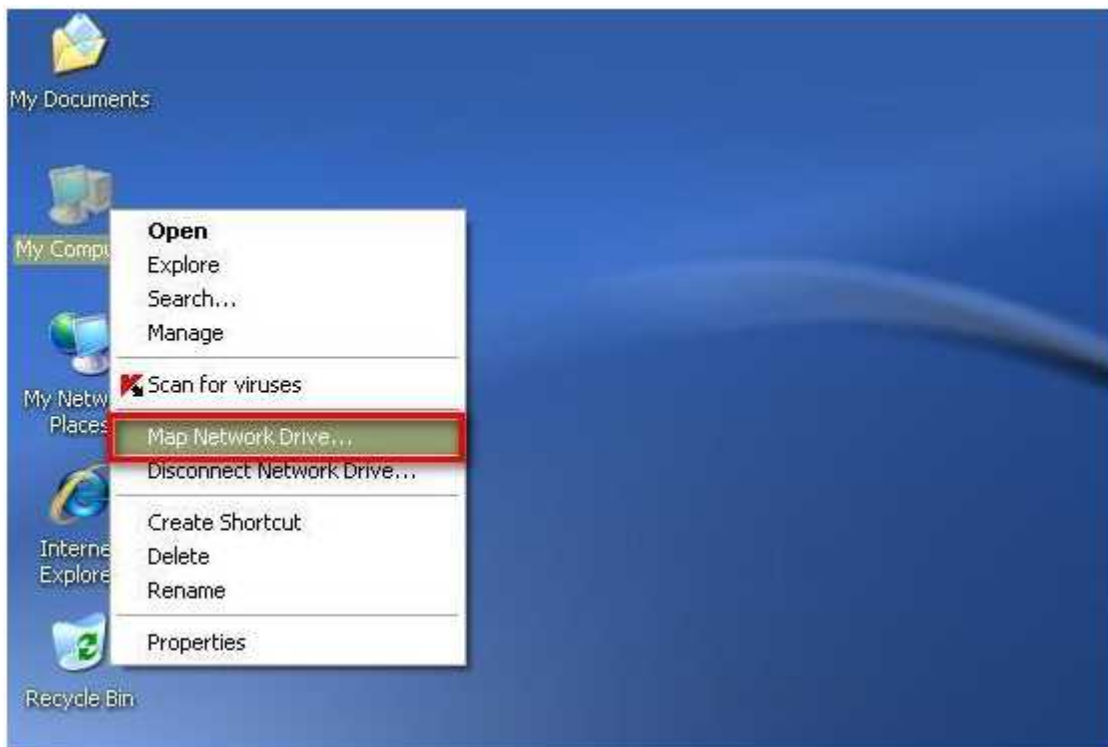 My Documents
My Compu
My Netw
Places
Interne
Explore
Recycle Bin
Open
Explore
Search...
Manage
Scan for viruses
Map Network Drive...
Disconnect Network Drive...
Create Shortcut
Delete
Rename
Properties